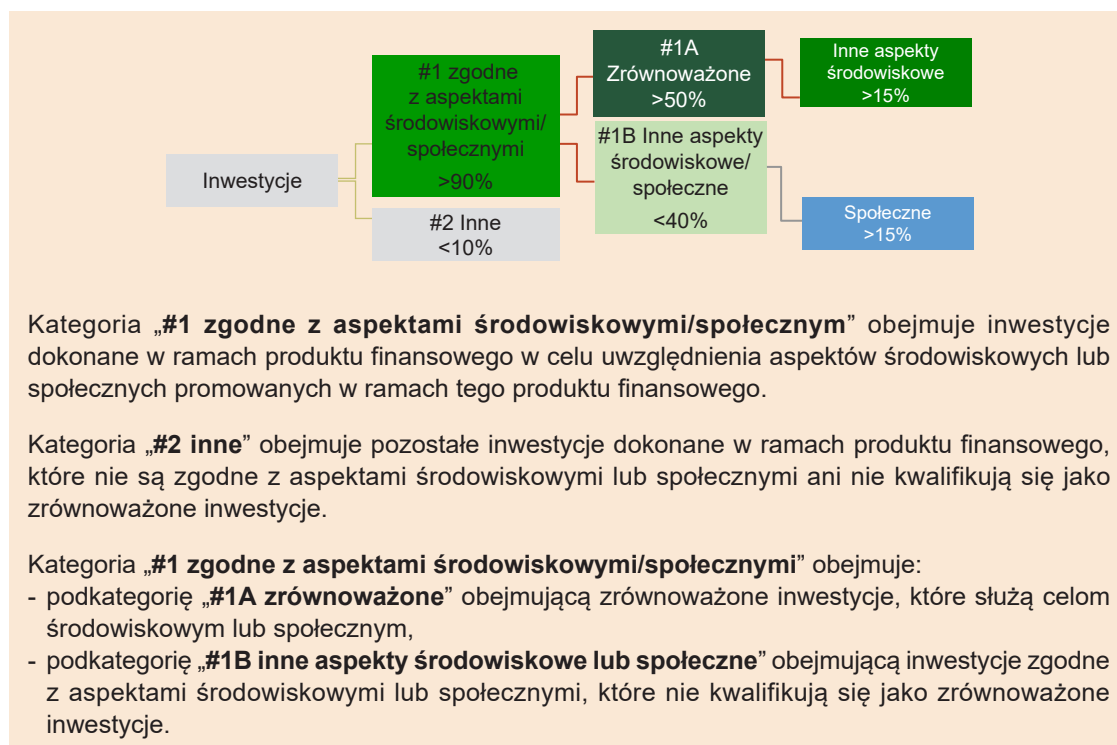 Inwestycje
#1 zgodne
z aspektami
środowiskowymi/
społecznymi
>90%
#2 Inne
<10%
#1A
Zrównoważone
>50%
#1B Inne aspekty
środowiskowe/
społeczne
<40%
Inne aspekty
środowiskowe
>15%
Społeczne
>15%
Kategoria „#1 zgodne z aspektami środowiskowymi/społecznym” obejmuje inwestycje
dokonane w ramach produktu finansowego w celu uwzględnienia aspektów środowiskowych lub
społecznych promowanych w ramach tego produktu finansowego.
Kategoria „#2 inne” obejmuje pozostałe inwestycje dokonane w ramach produktu finansowego,
które nie są zgodne z aspektami środowiskowymi lub społecznymi ani nie kwalifikują się jako
zrównoważone inwestycje.
Kategoria „#1 zgodne z aspektami środowiskowymi/społecznymi” obejmuje:
- podkategorię „#1A zrównoważone” obejmującą zrównoważone inwestycje, które służą celom
środowiskowym lub społecznym,
- podkategorię „#1B inne aspekty środowiskowe lub społeczne” obejmującą inwestycje zgodne
z aspektami środowiskowymi lub społecznymi, które nie kwalifikują się jako zrównoważone
inwestycje.